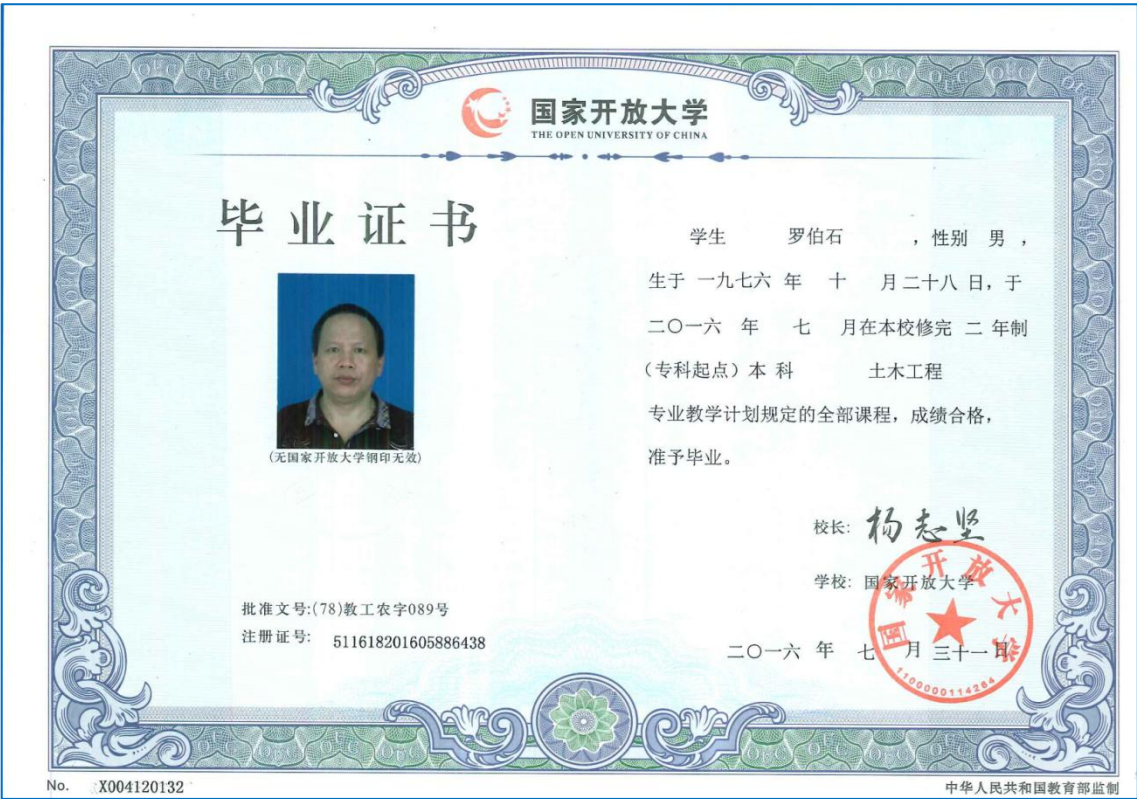 国家开放大学
THE OPEN UNIVERSITY OF CHINA
毕业证书
(无国家开放大学钢印无效)
批准文号:(78)教工农字089号
注册证号: 511618201605886438
学生 罗伯石 ，性别 男 ，
生于 一九七六 年 十 月 二十八 日，于
二〇一六 年 七 月在本校修完 二 年制
（专科起点）本 科 土木工程
专业教学计划规定的全部课程，成绩合格，
准予毕业。
校长: 杨志坚
学校: 国家开放大学
国家开放大学
1100000114264
二〇一六 年 七 月 三十一 日
No. X004120132
中华人民共和国教育部监制